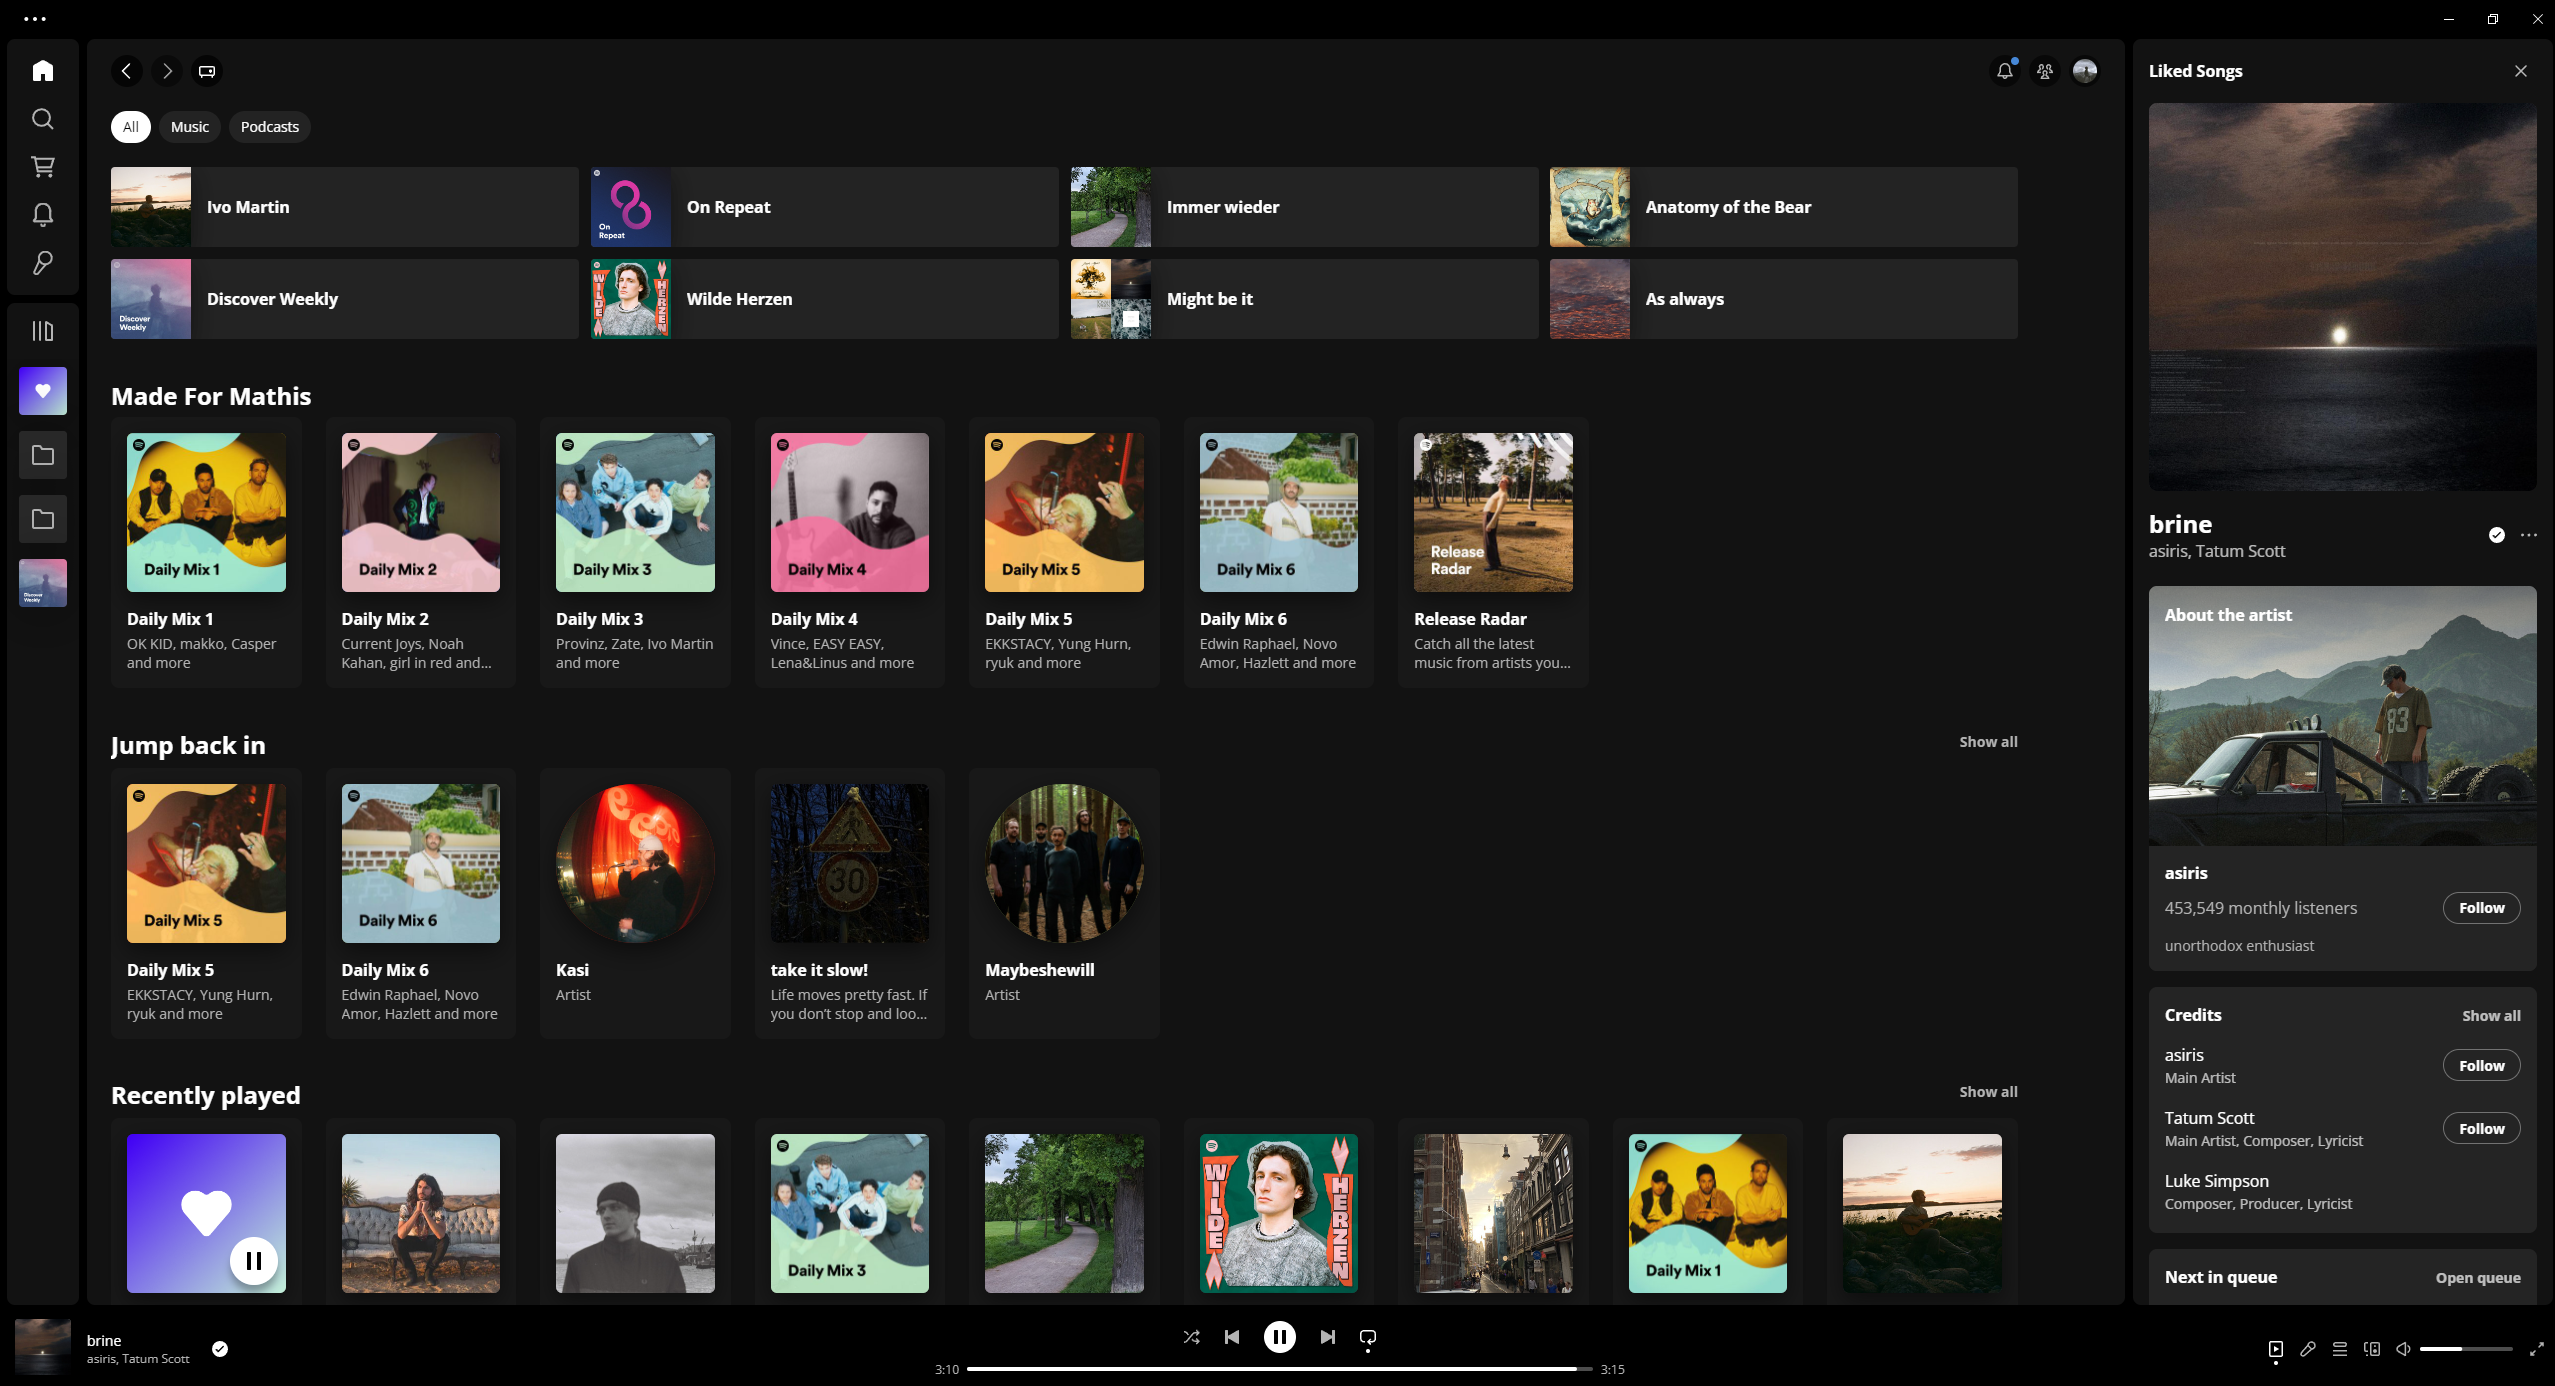 Liked Songs
All
Music
Podcasts
Ivo Martin
On Repeat
On Repeat
Immer wieder
Anatomy of the Bear
Discover Weekly
Discover Weekly
WILDE HERZEN
Wilde Herzen
Might be it
As always
Made For Mathis
Daily Mix 1
Daily Mix 2
Daily Mix 3
Daily Mix 4
Daily Mix 5
Daily Mix 6
Release
Radar
Daily Mix 1
OK KID, makko, Casper
and more
Daily Mix 2
Current Joys, Noah
Kahan, girl in red and...
Daily Mix 3
Provinz, Zate, Ivo Martin
and more
Daily Mix 4
Vince, EASY EASY,
Lena&Linus and more
Daily Mix 5
EKKSTACY, Yung Hurn,
ryuk and more
Daily Mix 6
Edwin Raphael, Novo
Amor, Hazlett and more
Release Radar
Catch all the latest
music from artists you...
Discover
Weekly
Jump back in
Show all
Daily Mix 5
Daily Mix 6
30
Daily Mix 5
EKKSTACY, Yung Hurn,
ryuk and more
Daily Mix 6
Edwin Raphael, Novo
Amor, Hazlett and more
Kasi
Artist
take it slow!
Life moves pretty fast. If
you don't stop and loo...
Maybeshewill
Artist
Recently played
Show all
Daily Mix 3
WILDE HERZEN
Daily Mix 1
brine
asiris, Tatum Scott
About the artist
83
asiris
453,549 monthly listeners
Follow
unorthodox enthusiast
Credits
Show all
asiris
Main Artist
Follow
Tatum Scott
Main Artist, Composer, Lyricist
Follow
Luke Simpson
Composer, Producer, Lyricist
Next in queue
Open queue
brine
asiris, Tatum Scott
3:10
3:15